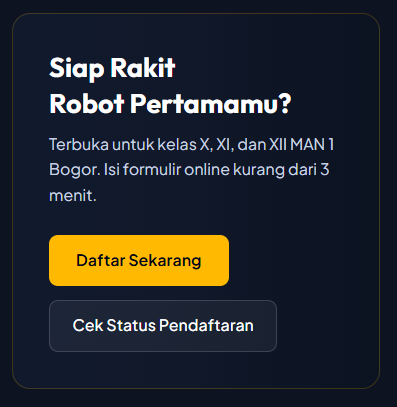 Siap Rakit
Robot Pertamamu?
Terbuka untuk kelas X, XI, dan XII MAN 1
Bogor. Isi formulir online kurang dari 3
menit.
Daftar Sekarang
Cek Status Pendaftaran